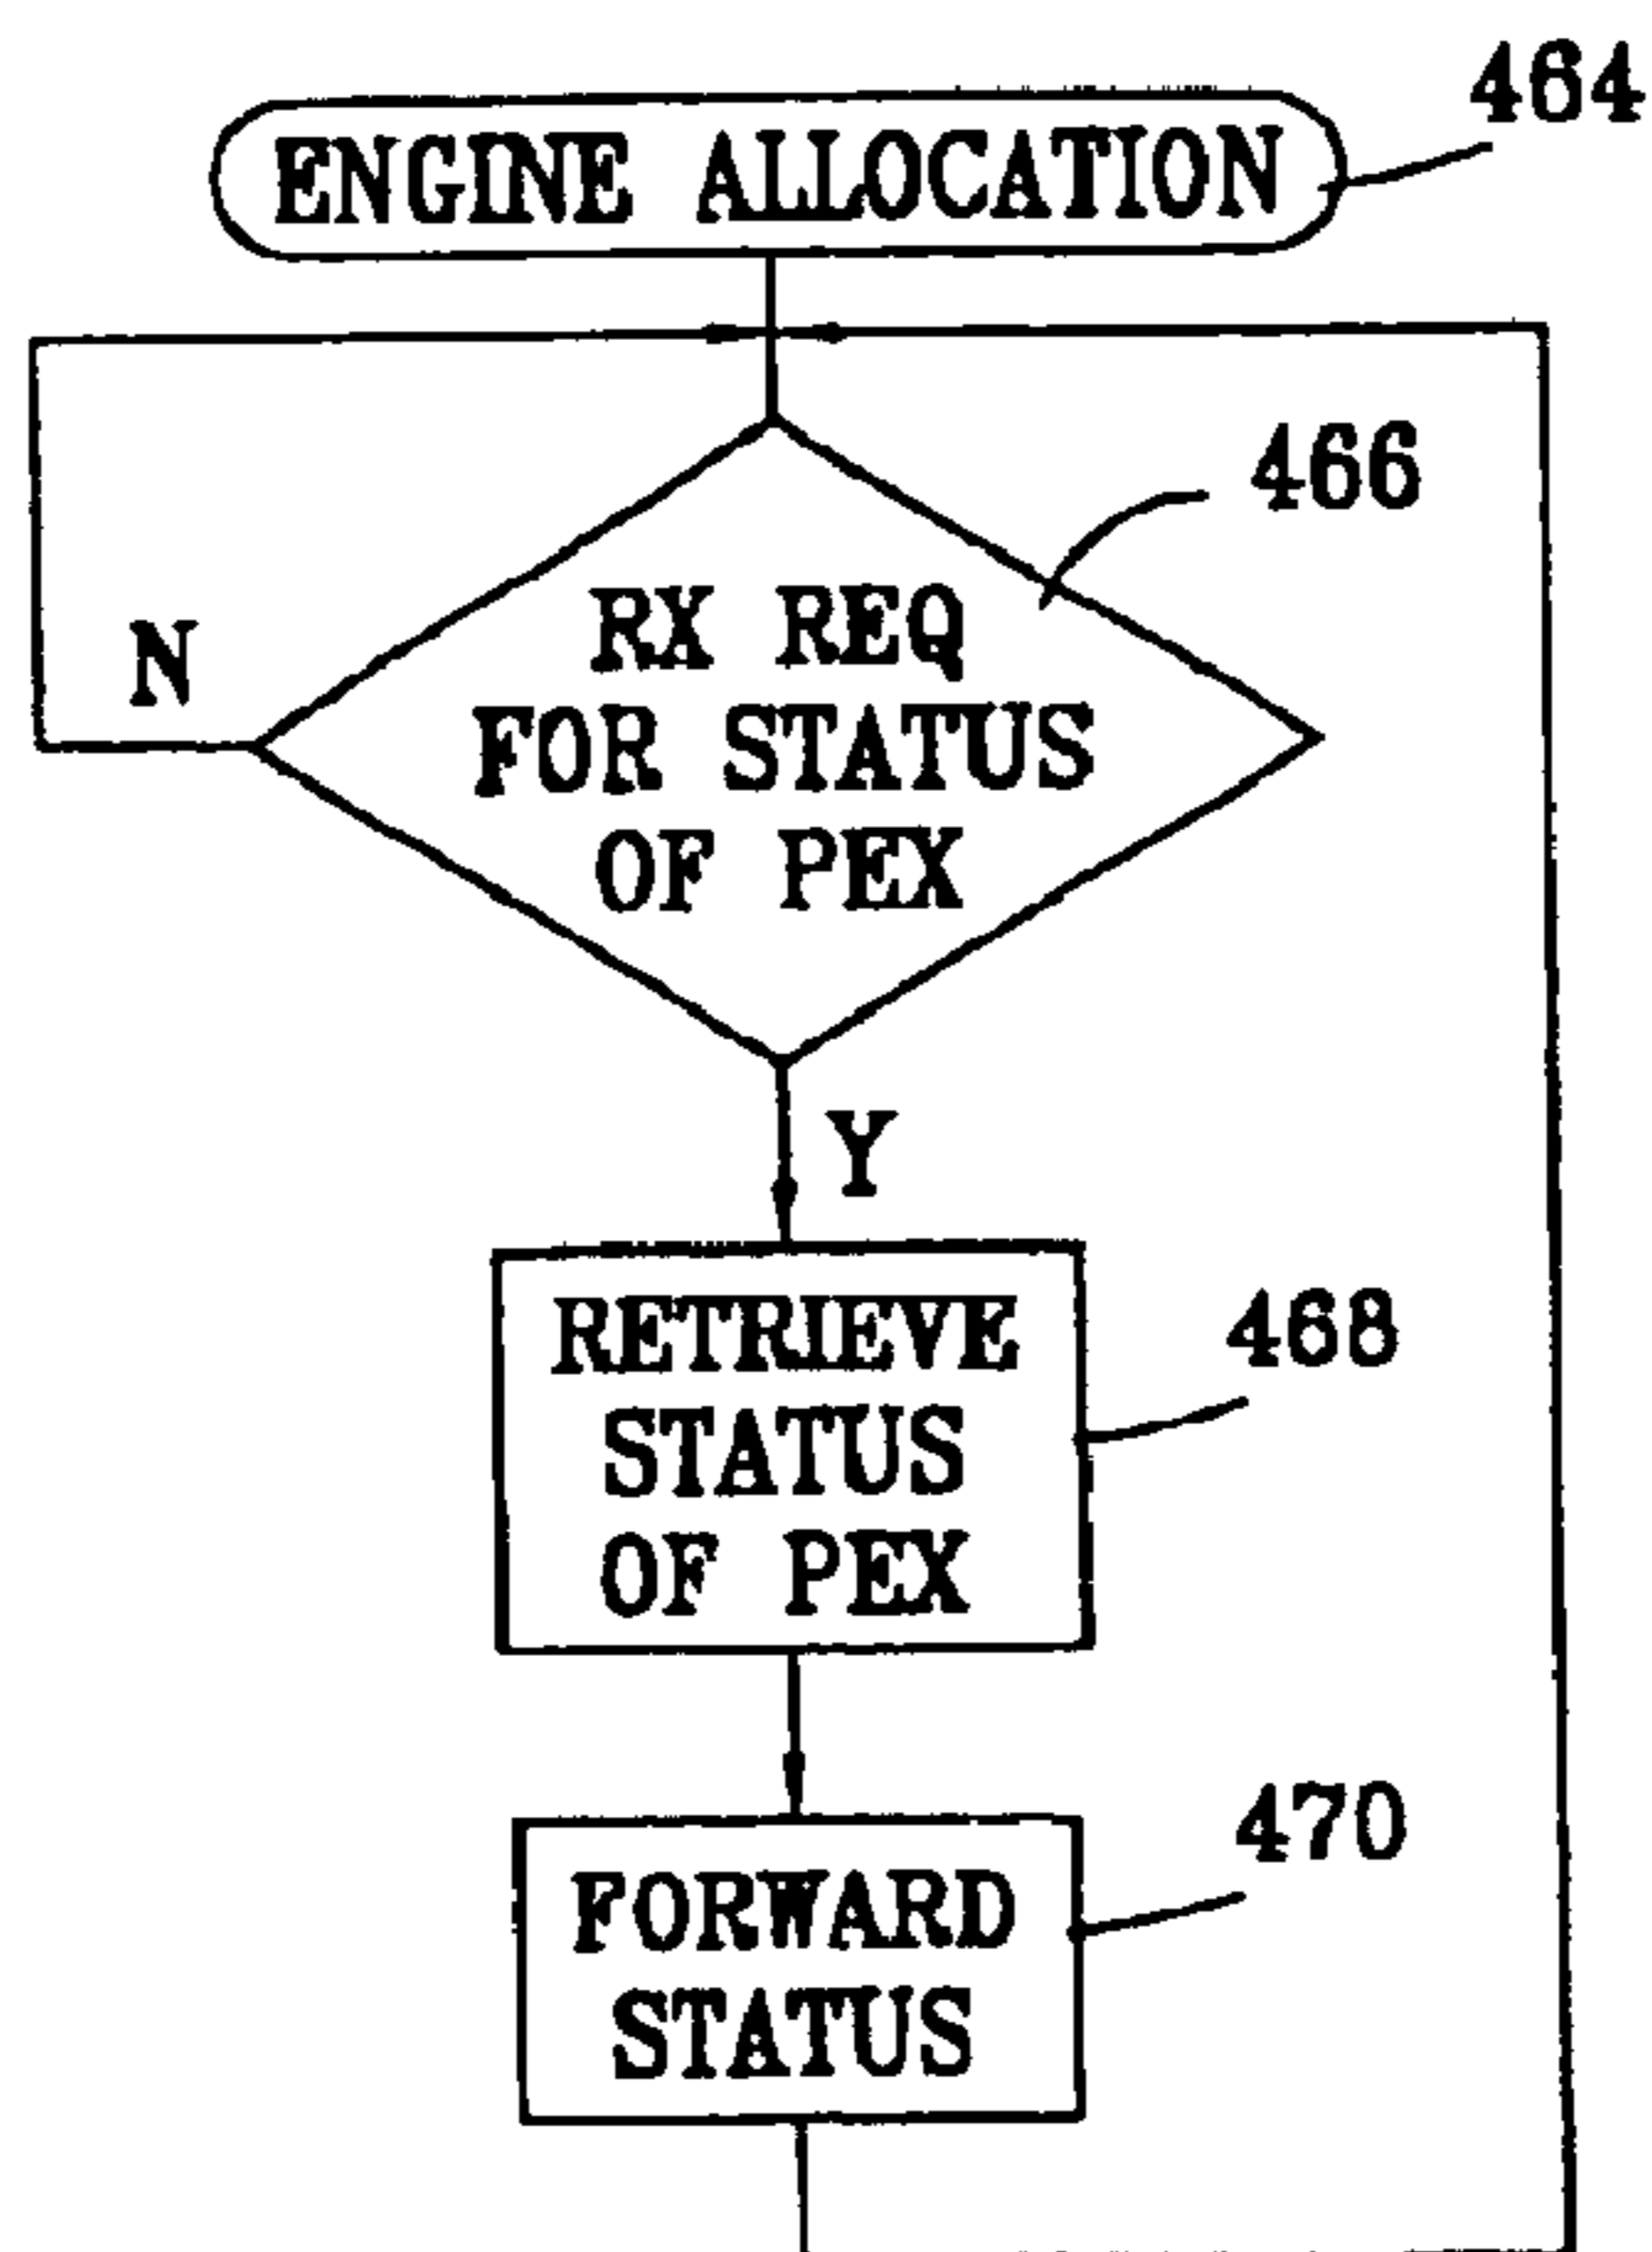 464
ENGINE ALLOCATION
466
RX REQ
FOR STATUS
OF PEX
N
Y
RETRIEVE
STATUS
OF PEX
468
FORWARD
STATUS
470